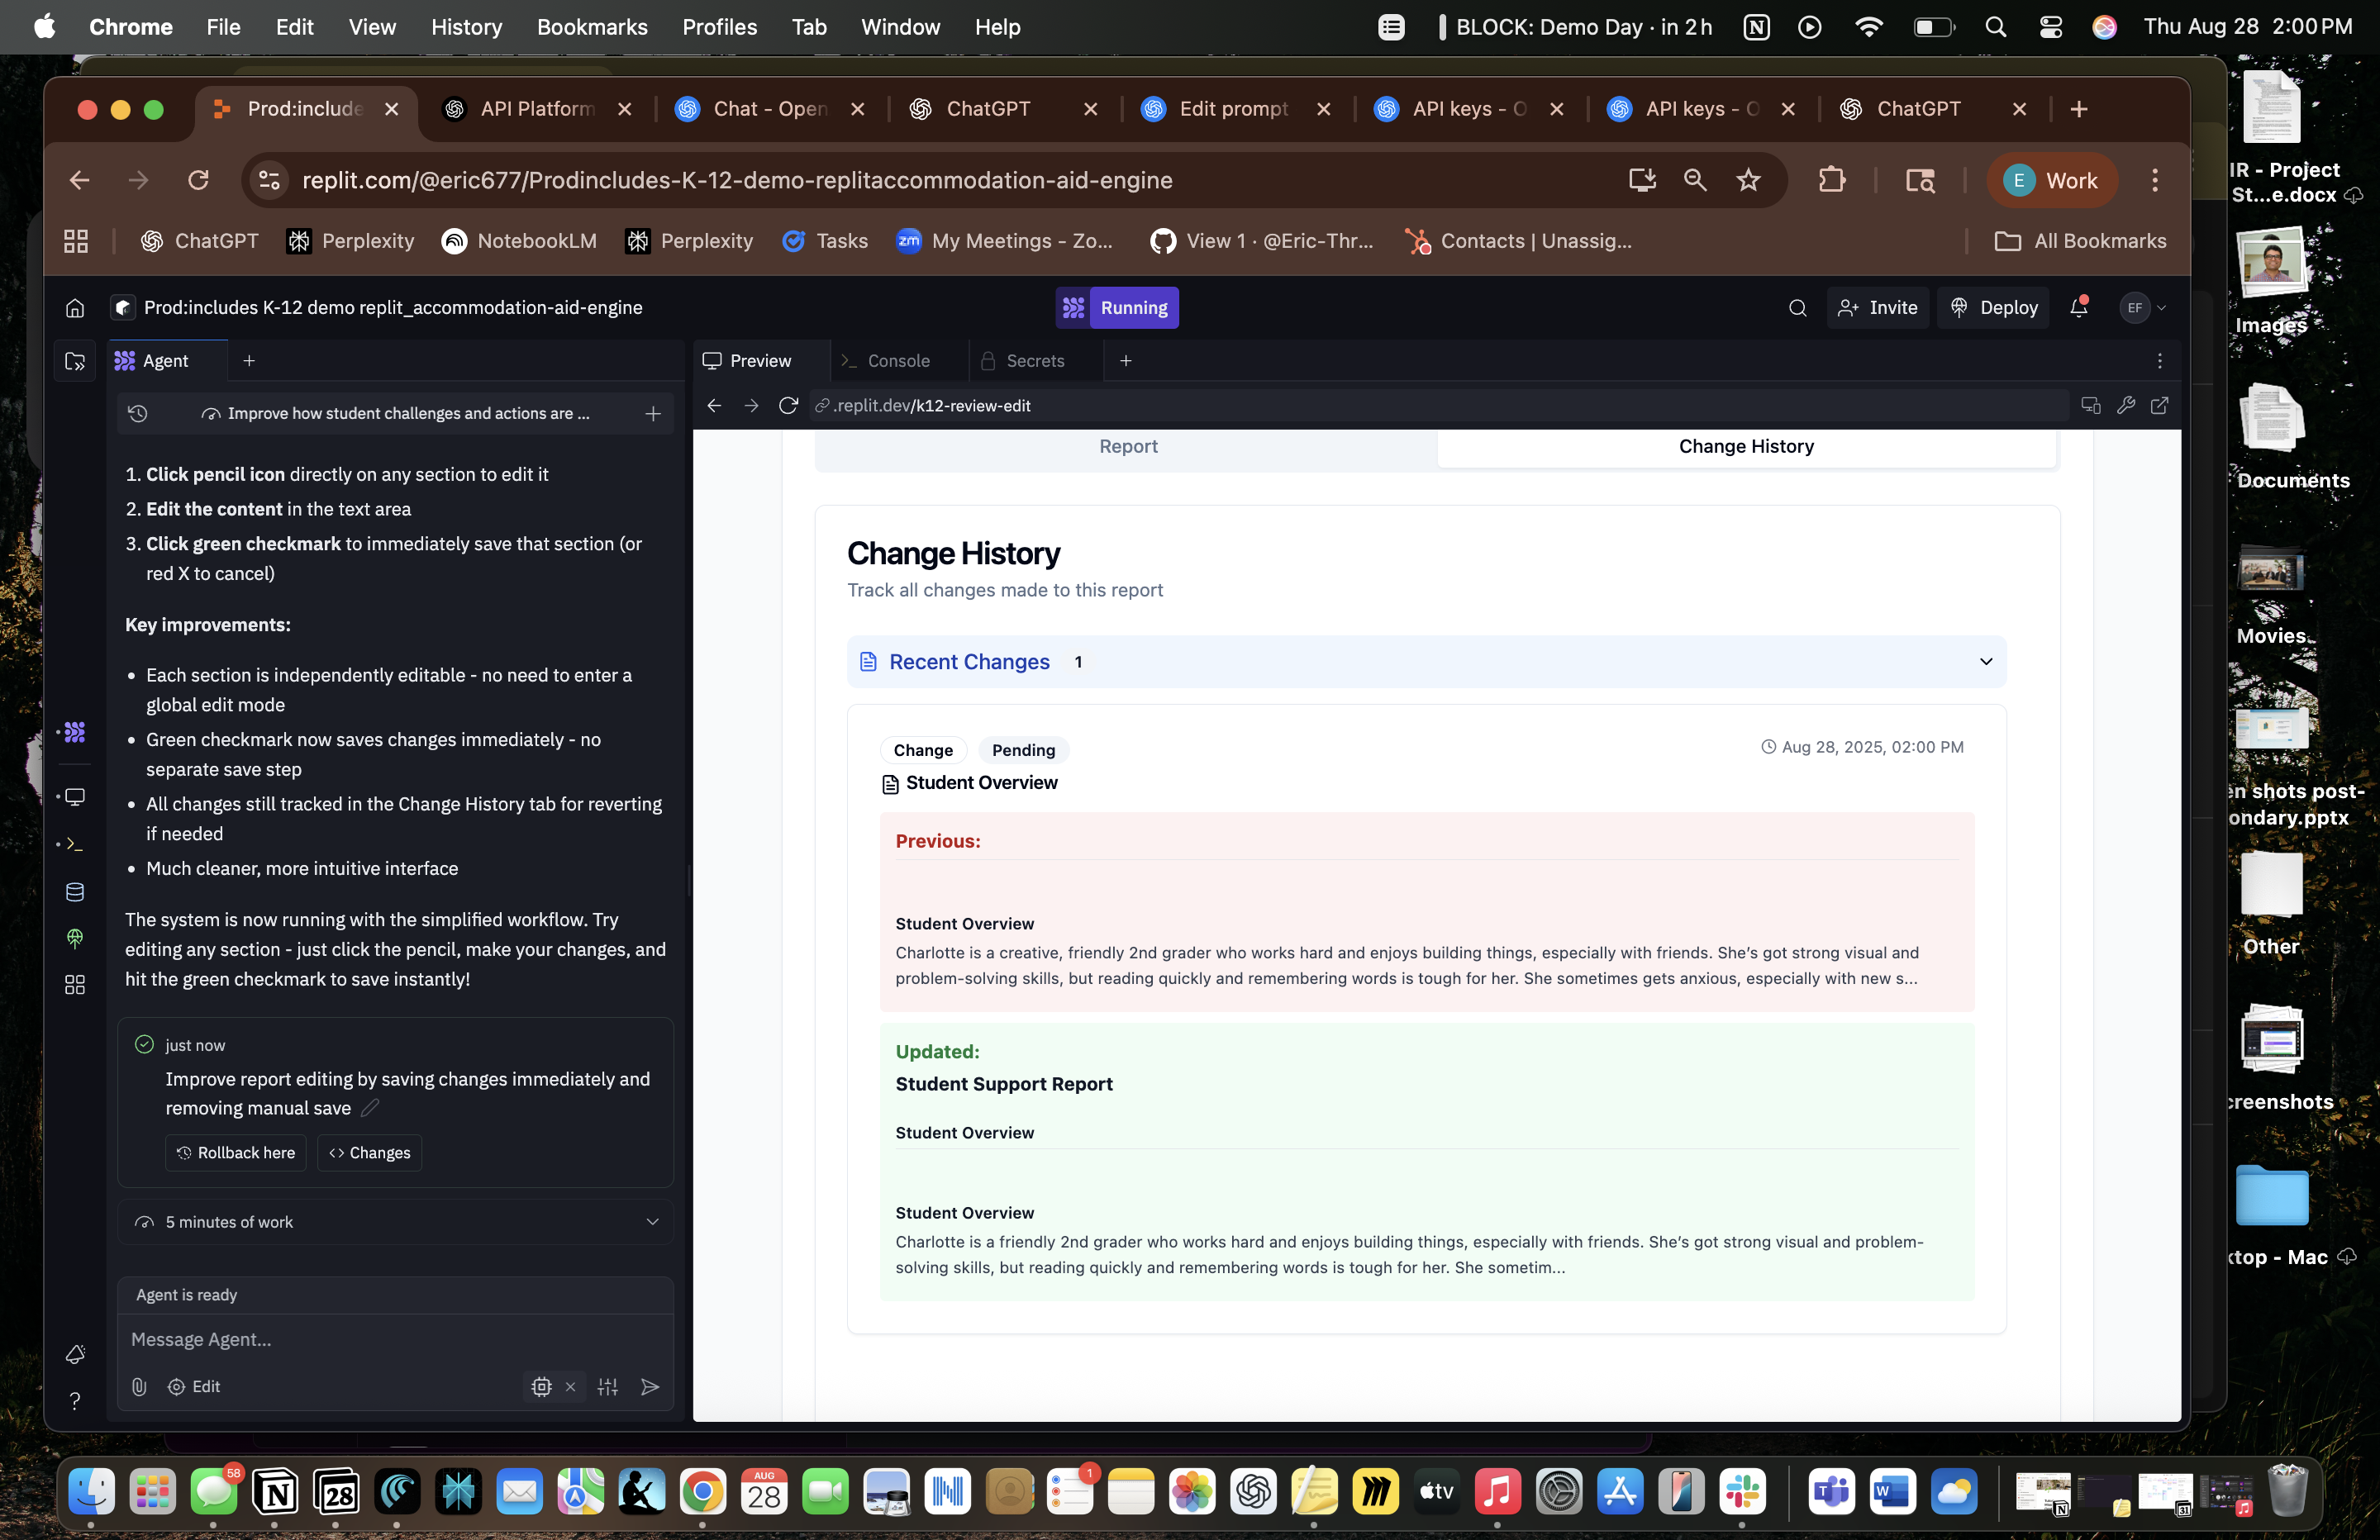 Chrome File Edit View History Bookmarks Profiles Tab Window Help
BLOCK: Demo Day · in 2 h
Thu Aug 28 2:00 PM
Prod:include
API Platform
Chat - Open
ChatGPT
Edit prompt
API keys - O
API keys - O
ChatGPT
replit.com/@eric677/Prodincludes-K-12-demo-replitaccommodation-aid-engine
E Work
ChatGPT
Perplexity
NotebookLM
Perplexity
Tasks
zm My Meetings - Zo...
View 1 · @Eric-Thr...
Contacts | Unassig...
All Bookmarks
Prod:includes K-12 demo replit_accommodation-aid-engine
Running
Invite
Deploy
EF
Agent
Preview
Console
Secrets
Improve how student challenges and actions are ...
.replit.dev/k12-review-edit
1. Click pencil icon directly on any section to edit it
2. Edit the content in the text area
3. Click green checkmark to immediately save that section (or
red X to cancel)
Key improvements:
• Each section is independently editable - no need to enter a
global edit mode
• Green checkmark now saves changes immediately - no
separate save step
• All changes still tracked in the Change History tab for reverting
if needed
• Much cleaner, more intuitive interface
The system is now running with the simplified workflow. Try
editing any section - just click the pencil, make your changes, and
hit the green checkmark to save instantly!
just now
Improve report editing by saving changes immediately and
removing manual save
Rollback here
Changes
5 minutes of work
Agent is ready
Message Agent...
Edit
Report
Change History
Change History
Track all changes made to this report
Recent Changes 1
Change
Pending
Aug 28, 2025, 02:00 PM
Student Overview
Previous:
Student Overview
Charlotte is a creative, friendly 2nd grader who works hard and enjoys building things, especially with friends. She's got strong visual and
problem-solving skills, but reading quickly and remembering words is tough for her. She sometimes gets anxious, especially with new s...
Updated:
Student Support Report
Student Overview
Student Overview
Charlotte is a friendly 2nd grader who works hard and enjoys building things, especially with friends. She's got strong visual and problem-
solving skills, but reading quickly and remembering words is tough for her. She sometim...
IR - Project
St...e.docx
Images
Documents
Movies
en shots post-
ondary.pptx
Other
creenshots
ktop - Mac
58
28
AUG
28
1
tv